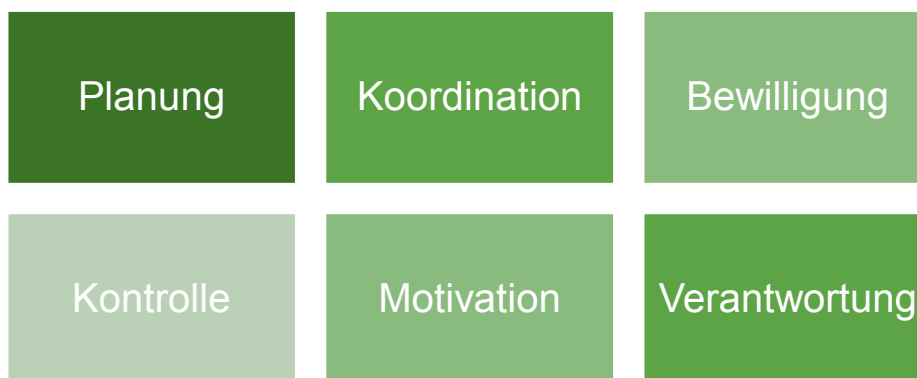 Planung
Koordination
Bewilligung
Kontrolle
Motivation
Verantwortung